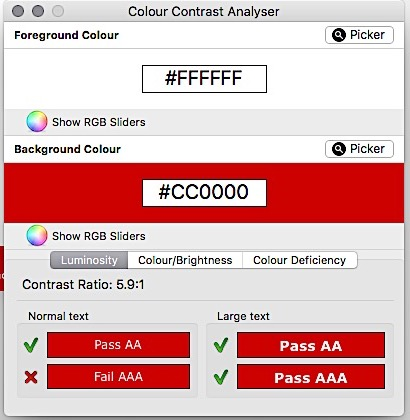 Colour Contrast Analyser
Foreground Colour
Picker
#FFFFFF
Show RGB Sliders
Background Colour
Picker
#CC0000
Show RGB Sliders
Luminosity Colour/Brightness Colour Deficiency
Contrast Ratio: 5.9:1
Normal text
Pass AA
Fail AAA
Large text
Pass AA
Pass AAA